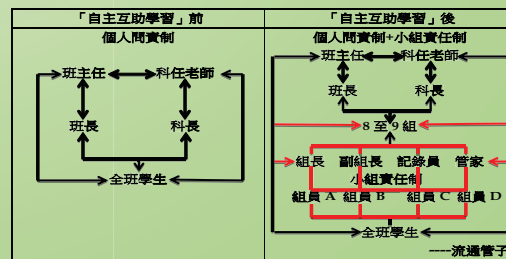 「自主互助學習」前
個人問責制
班主任 科任老師
班長 科長
全班學生
「自主互助學習」後
個人問責制+小組責任制
班主任 科任老師
班長 科長
8 至 9 組
組長 副組長 記錄員 管家
小組責任制
組員 A 組員 B 組員 C 組員 D
全班學生
----流通管子